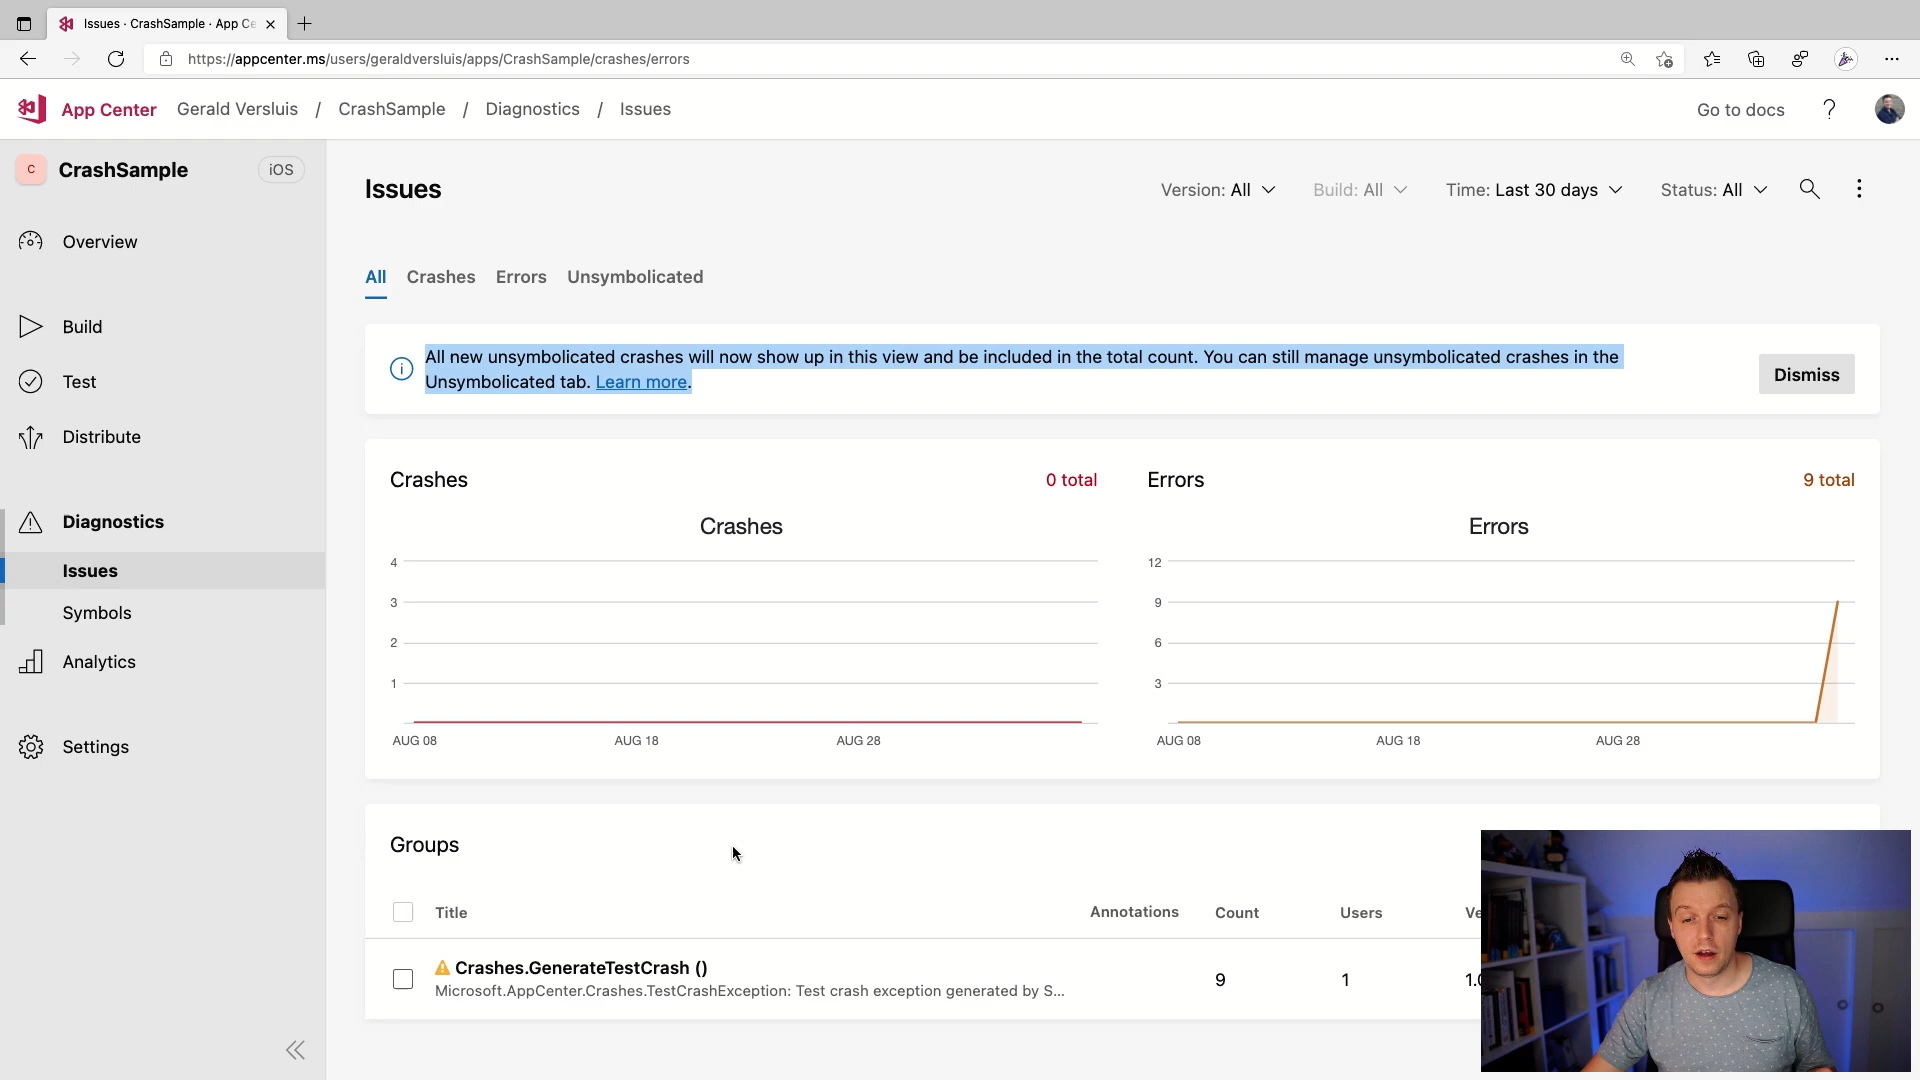 Issues · CrashSample · App Ce
https://appcenter.ms/users/geraldversluis/apps/CrashSample/crashes/errors
App Center Gerald Versluis / CrashSample / Diagnostics / Issues
Go to docs ?
C CrashSample iOS
Overview
Build
Test
Distribute
Diagnostics
Issues
Symbols
Analytics
Settings
Issues
Version: All Build: All Time: Last 30 days Status: All
All Crashes Errors Unsymbolicated
All new unsymbolicated crashes will now show up in this view and be included in the total count. You can still manage unsymbolicated crashes in the
Unsymbolicated tab. Learn more.
Dismiss
Crashes 0 total
Crashes
4
3
2
1
AUG 08 AUG 18 AUG 28
Errors 9 total
Errors
12
9
6
3
AUG 08 AUG 18 AUG 28
Groups
Title Annotations Count Users Ve
Crashes.GenerateTestCrash () 9 1 1.0
Microsoft.AppCenter.Crashes.TestCrashException: Test crash exception generated by S...